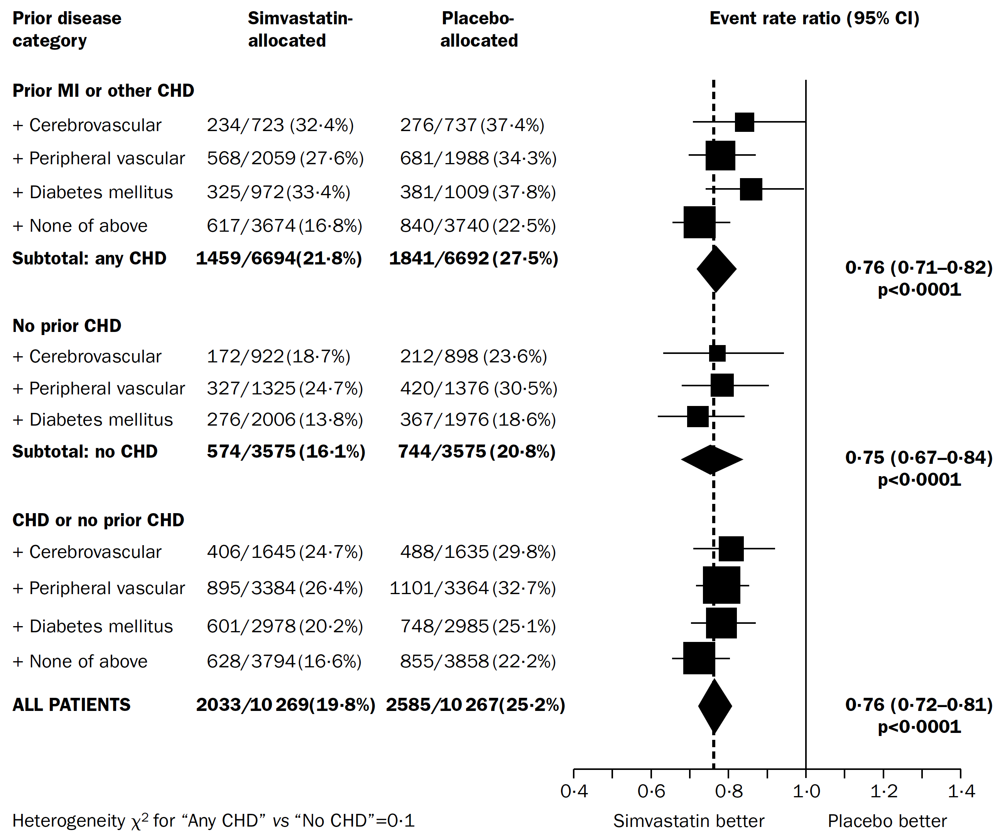 Prior disease category Simvastatin-allocated Placebo-allocated Event rate ratio (95% CI)
Prior MI or other CHD
+ Cerebrovascular 234/723 (32·4%) 276/737 (37·4%)
+ Peripheral vascular 568/2059 (27·6%) 681/1988 (34·3%)
+ Diabetes mellitus 325/972 (33·4%) 381/1009 (37·8%)
+ None of above 617/3674 (16·8%) 840/3740 (22·5%)
Subtotal: any CHD 1459/6694 (21·8%) 1841/6692 (27·5%) 0·76 (0·71–0·82)
p<0·0001
No prior CHD
+ Cerebrovascular 172/922 (18·7%) 212/898 (23·6%)
+ Peripheral vascular 327/1325 (24·7%) 420/1376 (30·5%)
+ Diabetes mellitus 276/2006 (13·8%) 367/1976 (18·6%)
Subtotal: no CHD 574/3575 (16·1%) 744/3575 (20·8%) 0·75 (0·67–0·84)
p<0·0001
CHD or no prior CHD
+ Cerebrovascular 406/1645 (24·7%) 488/1635 (29·8%)
+ Peripheral vascular 895/3384 (26·4%) 1101/3364 (32·7%)
+ Diabetes mellitus 601/2978 (20·2%) 748/2985 (25·1%)
+ None of above 628/3794 (16·6%) 855/3858 (22·2%)
ALL PATIENTS 2033/10 269 (19·8%) 2585/10 267 (25·2%) 0·76 (0·72–0·81)
p<0·0001
0·4 0·6 0·8 1·0 1·2 1·4
Heterogeneity χ² for “Any CHD” vs “No CHD”=0·1 Simvastatin better Placebo better